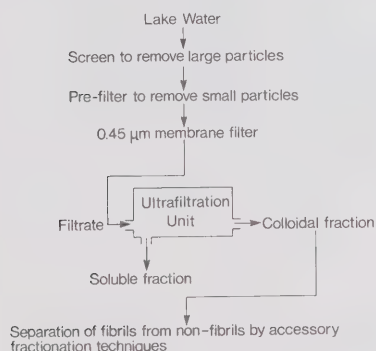 Lake Water
Screen to remove large particles
Pre-filter to remove small particles
0.45 μm membrane filter
Ultrafiltration
Unit
Filtrate
Colloidal fraction
Soluble fraction
Separation of fibrils from non-fibrils by accessory
fractionation techniques